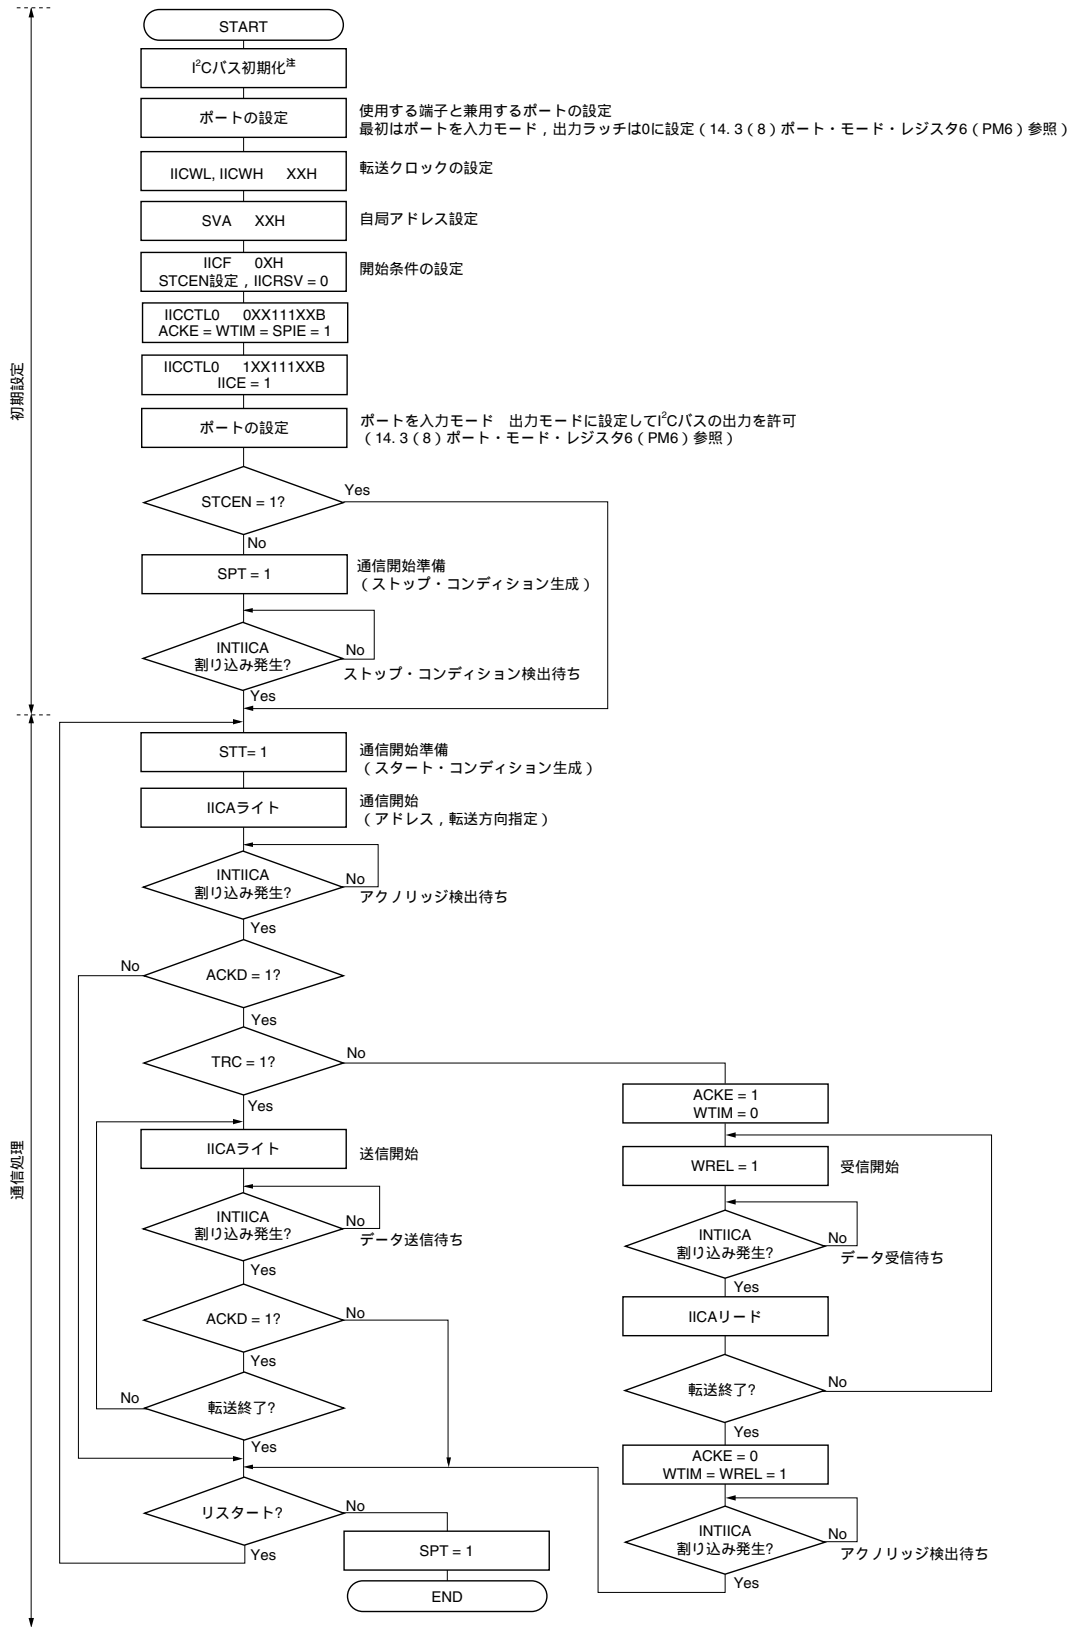 START
I²Cバス初期化注
ポートの設定
使用する端子と兼用するポートの設定
最初はポートを入力モード，出力ラッチは0に設定（14. 3（8）ポート・モード・レジスタ6（PM6）参照）
IICWL, IICWH XXH
転送クロックの設定
SVA XXH
自局アドレス設定
IICF 0XH
STCEN設定，IICRSV = 0
開始条件の設定
IICCTL0 0XX111XXB
ACKE = WTIM = SPIE = 1
IICCTL0 1XX111XXB
IICE = 1
初期設定
ポートの設定
ポートを入力モード 出力モードに設定してI²Cバスの出力を許可
（14. 3（8）ポート・モード・レジスタ6（PM6）参照）
STCEN = 1?
Yes
No
SPT = 1
通信開始準備
（ストップ・コンディション生成）
INTIICA
割り込み発生?
No
ストップ・コンディション検出待ち
Yes
STT= 1
通信開始準備
（スタート・コンディション生成）
IICAライト
通信開始
（アドレス，転送方向指定）
INTIICA
割り込み発生?
No
アクノリッジ検出待ち
Yes
No
ACKD = 1?
Yes
TRC = 1?
No
Yes
ACKE = 1
WTIM = 0
通信処理
IICAライト
送信開始
WREL = 1
受信開始
INTIICA
割り込み発生?
No
データ送信待ち
Yes
INTIICA
割り込み発生?
No
データ受信待ち
Yes
ACKD = 1?
No
Yes
IICAリード
No
転送終了?
Yes
転送終了?
No
Yes
ACKE = 0
WTIM = WREL = 1
リスタート?
No
Yes
INTIICA
割り込み発生?
No
アクノリッジ検出待ち
Yes
SPT = 1
END